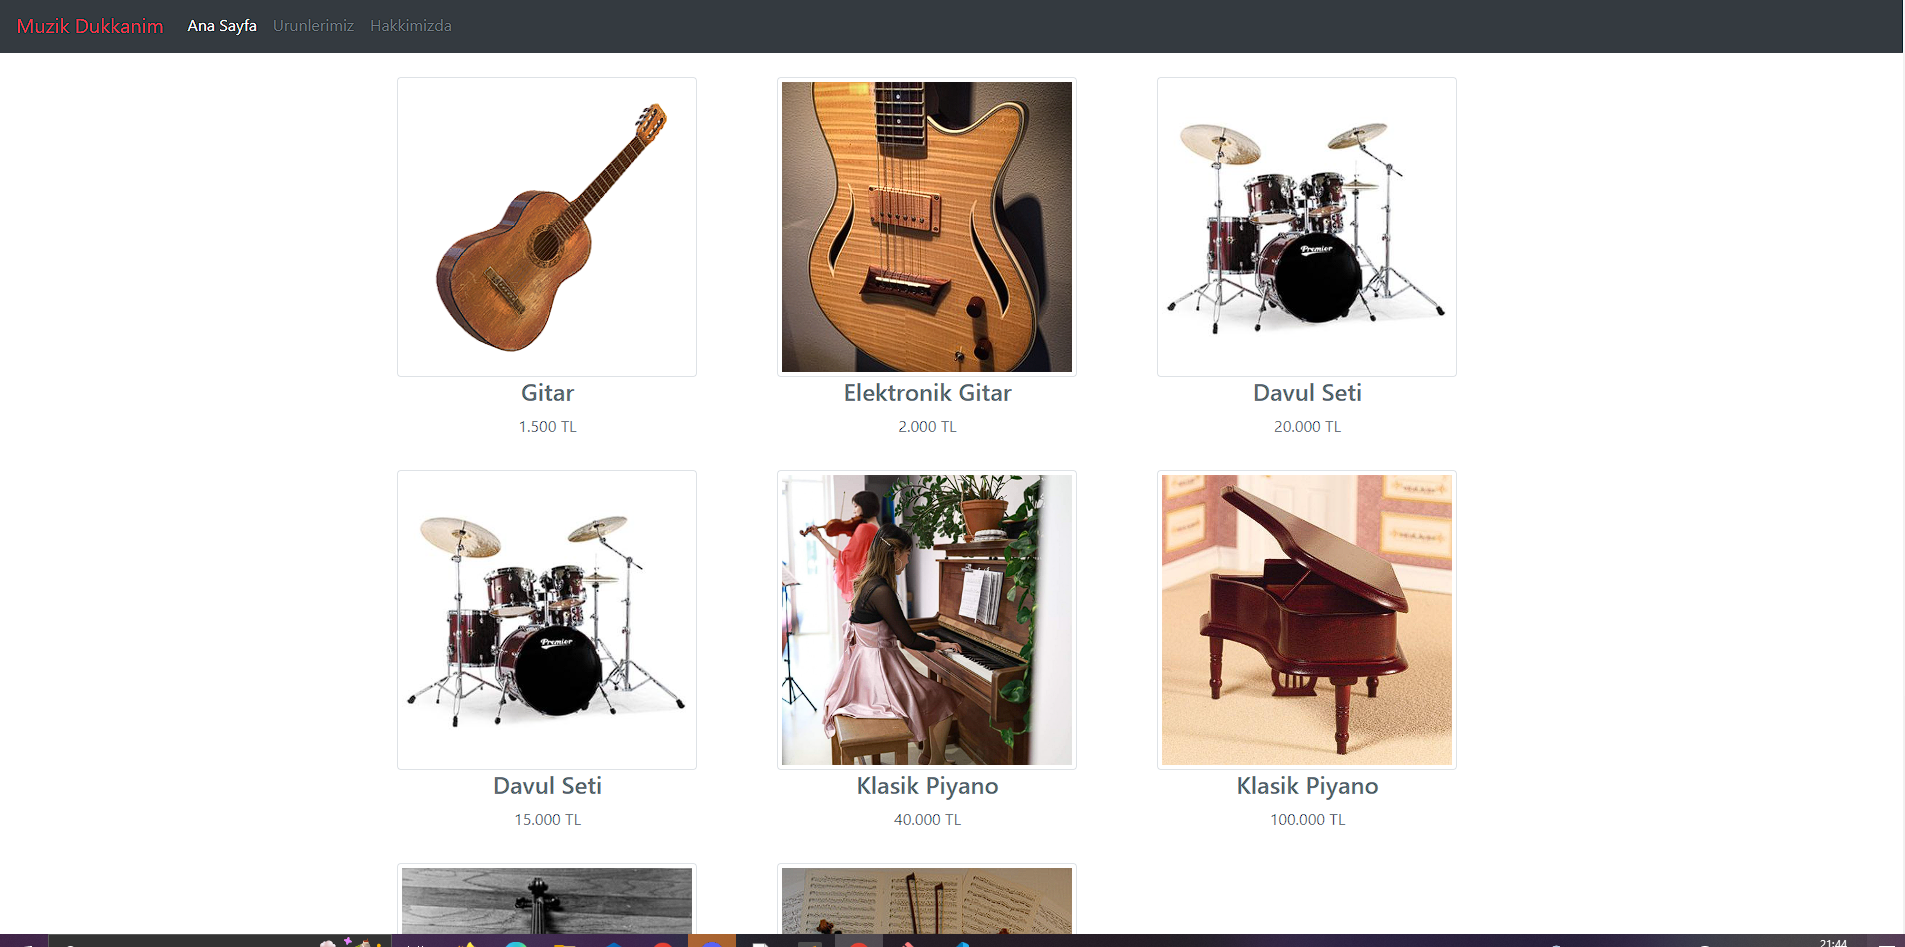 Muzik Dukkanim Ana Sayfa Urunlerimiz Hakkimizda
Premier
Gitar
Elektronik Gitar
Davul Seti
1.500 TL
2.000 TL
20.000 TL
Premier
Davul Seti
Klasik Piyano
Klasik Piyano
15.000 TL
40.000 TL
100.000 TL
21:44